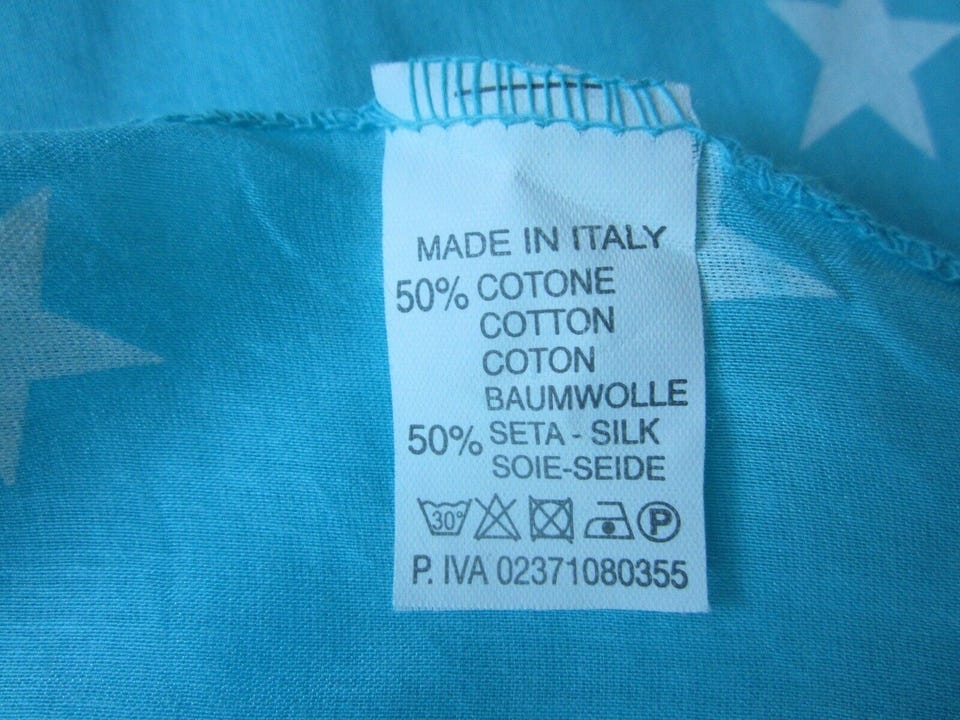 MADE IN ITALY
50% COTONE
COTTON
COTON
BAUMWOLLE
50% SETA - SILK
SOIE-SEIDE
30° P
P. IVA 02371080355